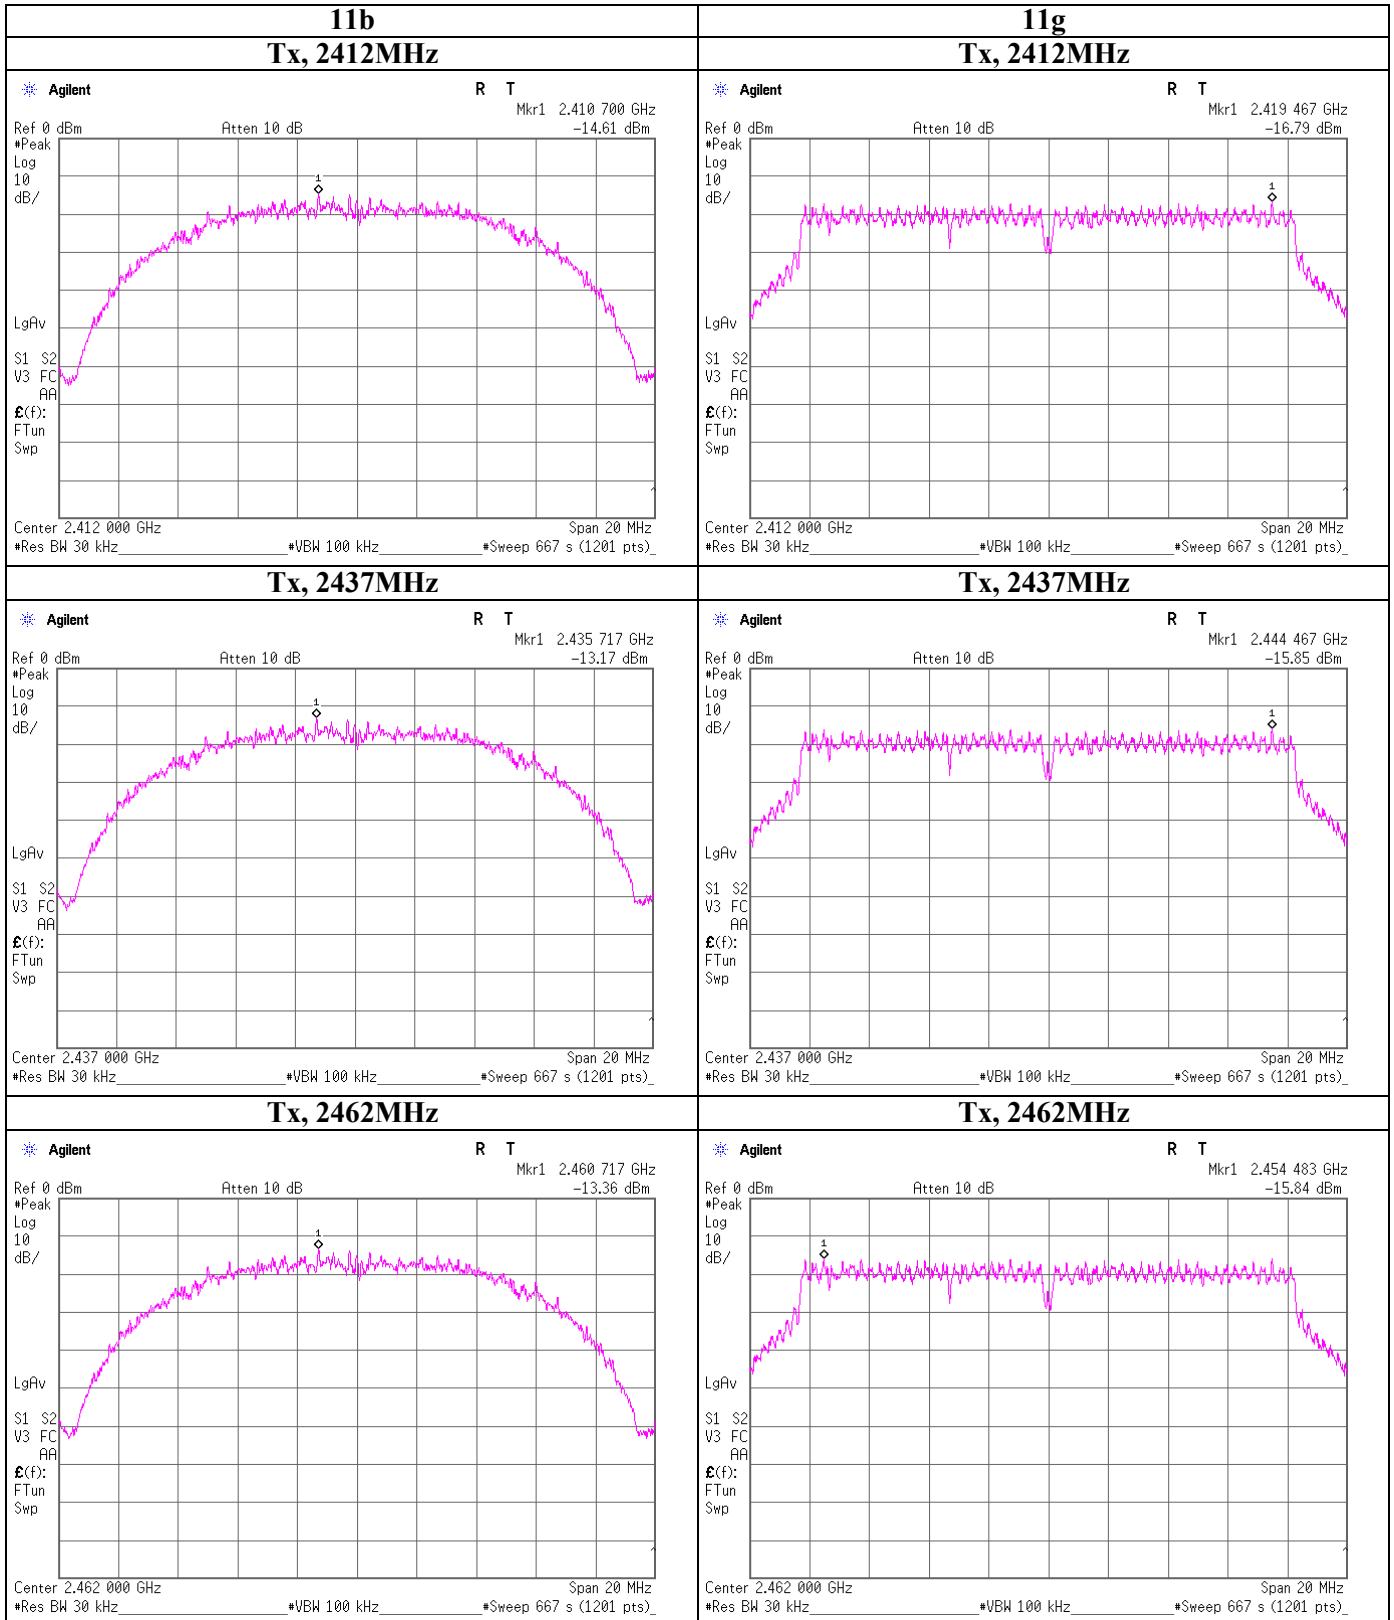 11b 11g
Tx, 2412MHz Tx, 2412MHz
Agilent R T
Mkr1 2.410 700 GHz
Ref 0 dBm Atten 10 dB -14.61 dBm
#Peak
Log
10
dB/
1
LgAv
S1 S2
V3 FC
AA
£(f):
FTun
Swp
Center 2.412 000 GHz Span 20 MHz
#Res BW 30 kHz #VBW 100 kHz #Sweep 667 s (1201 pts)
Agilent R T
Mkr1 2.419 467 GHz
Ref 0 dBm Atten 10 dB -16.79 dBm
#Peak
Log
10
dB/
1
LgAv
S1 S2
V3 FC
AA
£(f):
FTun
Swp
Center 2.412 000 GHz Span 20 MHz
#Res BW 30 kHz #VBW 100 kHz #Sweep 667 s (1201 pts)
Tx, 2437MHz Tx, 2437MHz
Agilent R T
Mkr1 2.435 717 GHz
Ref 0 dBm Atten 10 dB -13.17 dBm
#Peak
Log
10
dB/
1
LgAv
S1 S2
V3 FC
AA
£(f):
FTun
Swp
Center 2.437 000 GHz Span 20 MHz
#Res BW 30 kHz #VBW 100 kHz #Sweep 667 s (1201 pts)
Agilent R T
Mkr1 2.444 467 GHz
Ref 0 dBm Atten 10 dB -15.85 dBm
#Peak
Log
10
dB/
1
LgAv
S1 S2
V3 FC
AA
£(f):
FTun
Swp
Center 2.437 000 GHz Span 20 MHz
#Res BW 30 kHz #VBW 100 kHz #Sweep 667 s (1201 pts)
Tx, 2462MHz Tx, 2462MHz
Agilent R T
Mkr1 2.460 717 GHz
Ref 0 dBm Atten 10 dB -13.36 dBm
#Peak
Log
10
dB/
1
LgAv
S1 S2
V3 FC
AA
£(f):
FTun
Swp
Center 2.462 000 GHz Span 20 MHz
#Res BW 30 kHz #VBW 100 kHz #Sweep 667 s (1201 pts)
Agilent R T
Mkr1 2.454 483 GHz
Ref 0 dBm Atten 10 dB -15.84 dBm
#Peak
Log
10
dB/
1
LgAv
S1 S2
V3 FC
AA
£(f):
FTun
Swp
Center 2.462 000 GHz Span 20 MHz
#Res BW 30 kHz #VBW 100 kHz #Sweep 667 s (1201 pts)